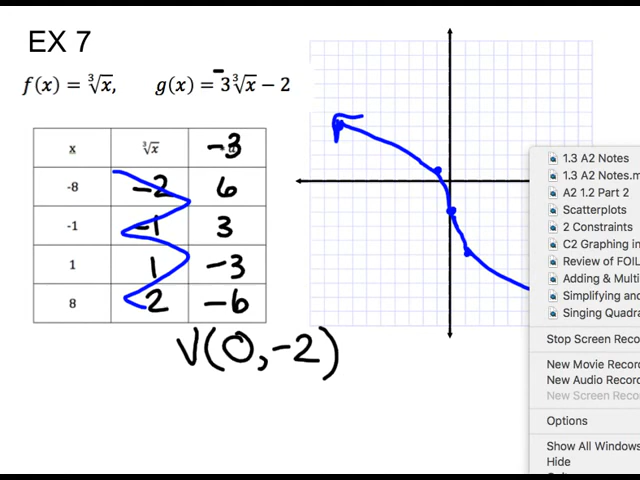 EX 7
f(x) = ∛x, g(x) = -3∛x − 2
x ∛x -3
-8 -2 6
-1 -1 3
1 1 -3
8 2 -6
V(0,-2)
1.3 A2 Notes
1.3 A2 Notes.m
A2 1.2 Part 2
Scatterplots
2 Constraints
C2 Graphing in
Review of FOIL
Adding & Multi
Simplifying and
Singing Quadra
Stop Screen Reco
New Movie Record
New Audio Record
New Screen Reco
Options
Show All Windows
Hide